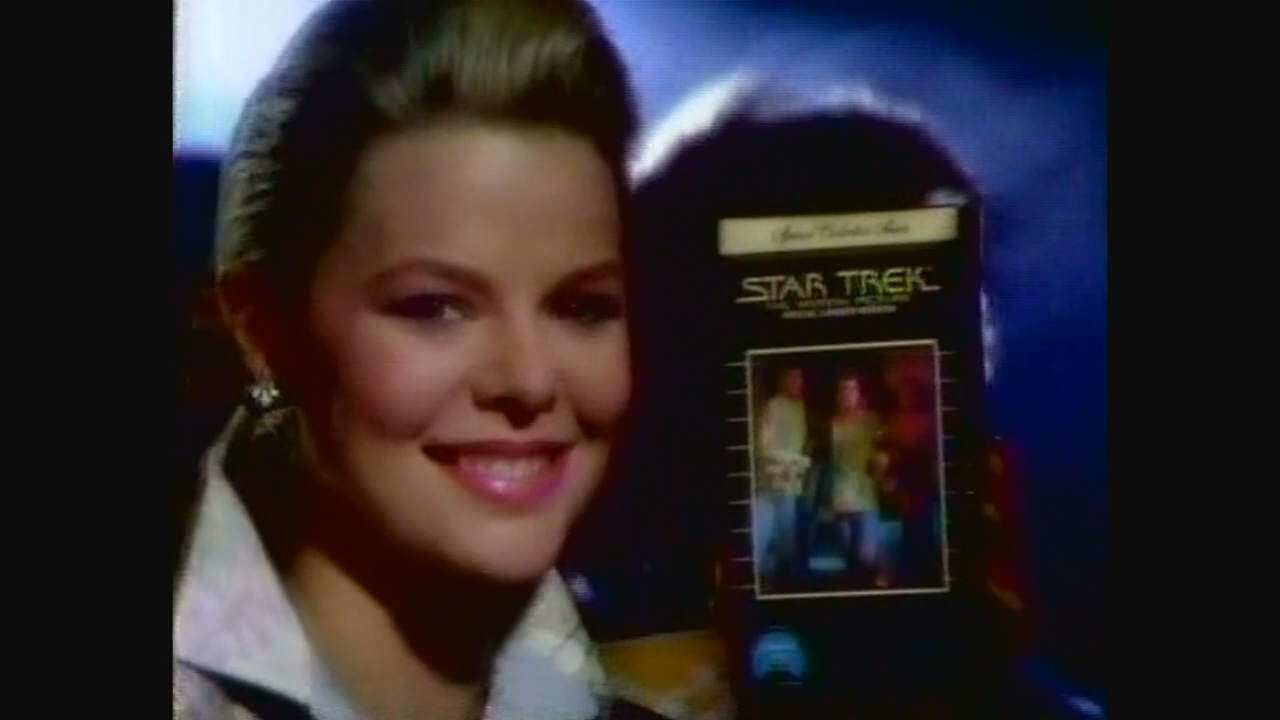 Special Collector's Series
STAR TREK
THE MOTION PICTURE
SPECIAL LONGER VERSION